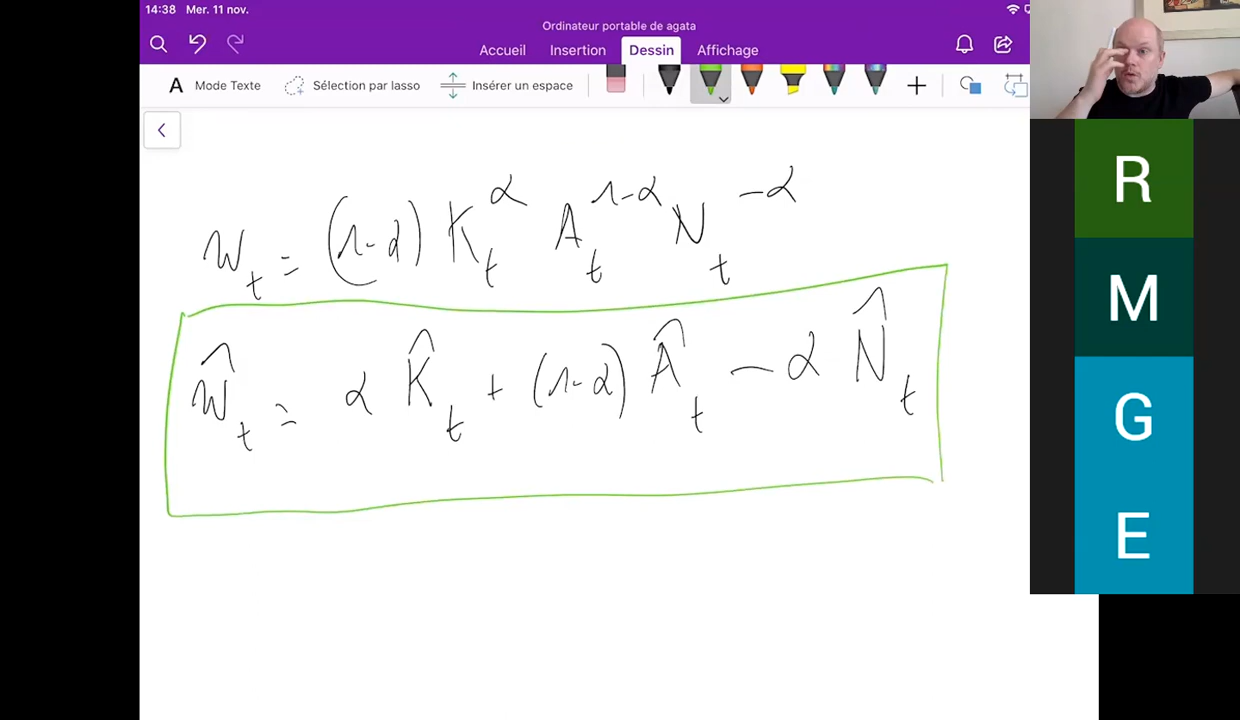 14:38 Mer. 11 nov.
Ordinateur portable de agata
Accueil Insertion Dessin Affichage
A Mode Texte Sélection par lasso Insérer un espace
w_t = (1-α) K_t^α A_t^{1-α} N_t^{-α}
ŵ_t = α K̂_t + (1-α) Â_t - α N̂_t
R
M
G
E